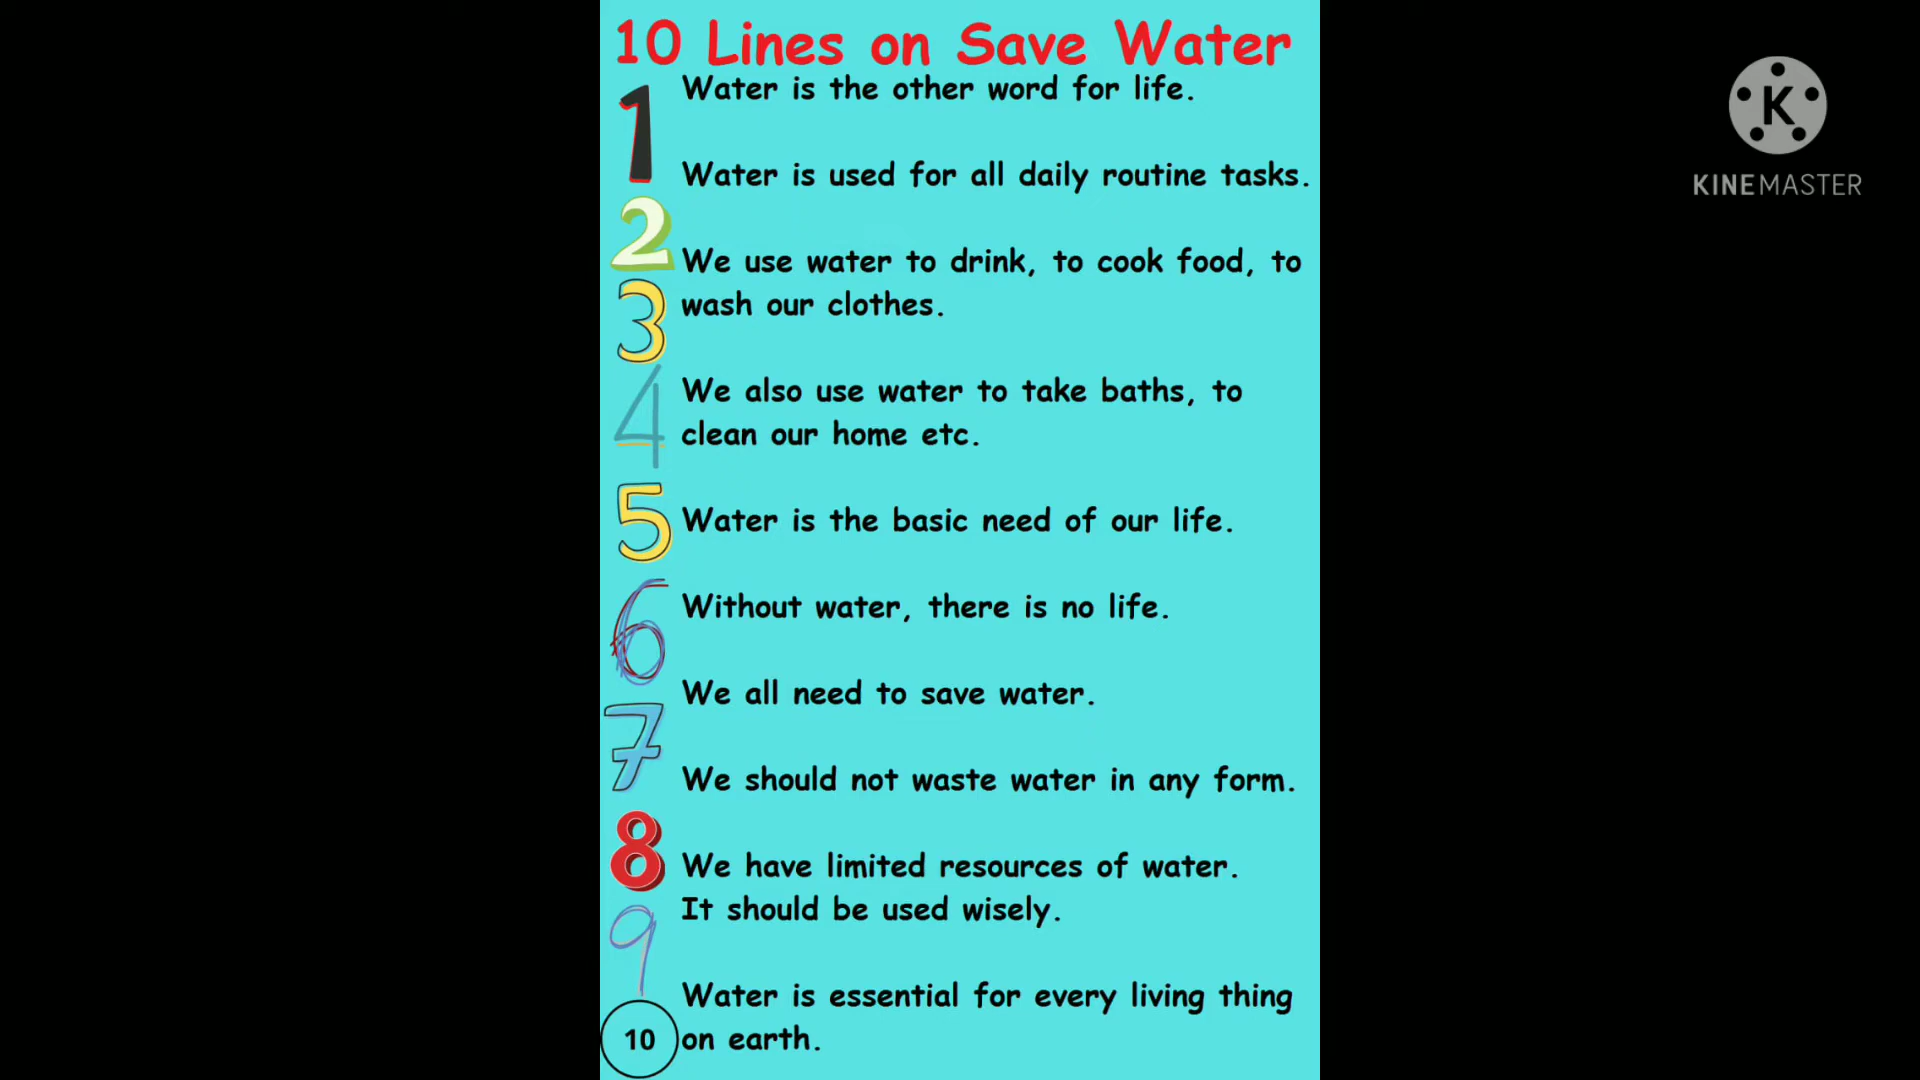 10 Lines on Save Water
1 Water is the other word for life.
2 Water is used for all daily routine tasks.
3 We use water to drink, to cook food, to
wash our clothes.
4 We also use water to take baths, to
clean our home etc.
5 Water is the basic need of our life.
6 Without water, there is no life.
7 We all need to save water.
8 We should not waste water in any form.
9 We have limited resources of water.
It should be used wisely.
10 Water is essential for every living thing
on earth.
K
KINEMASTER